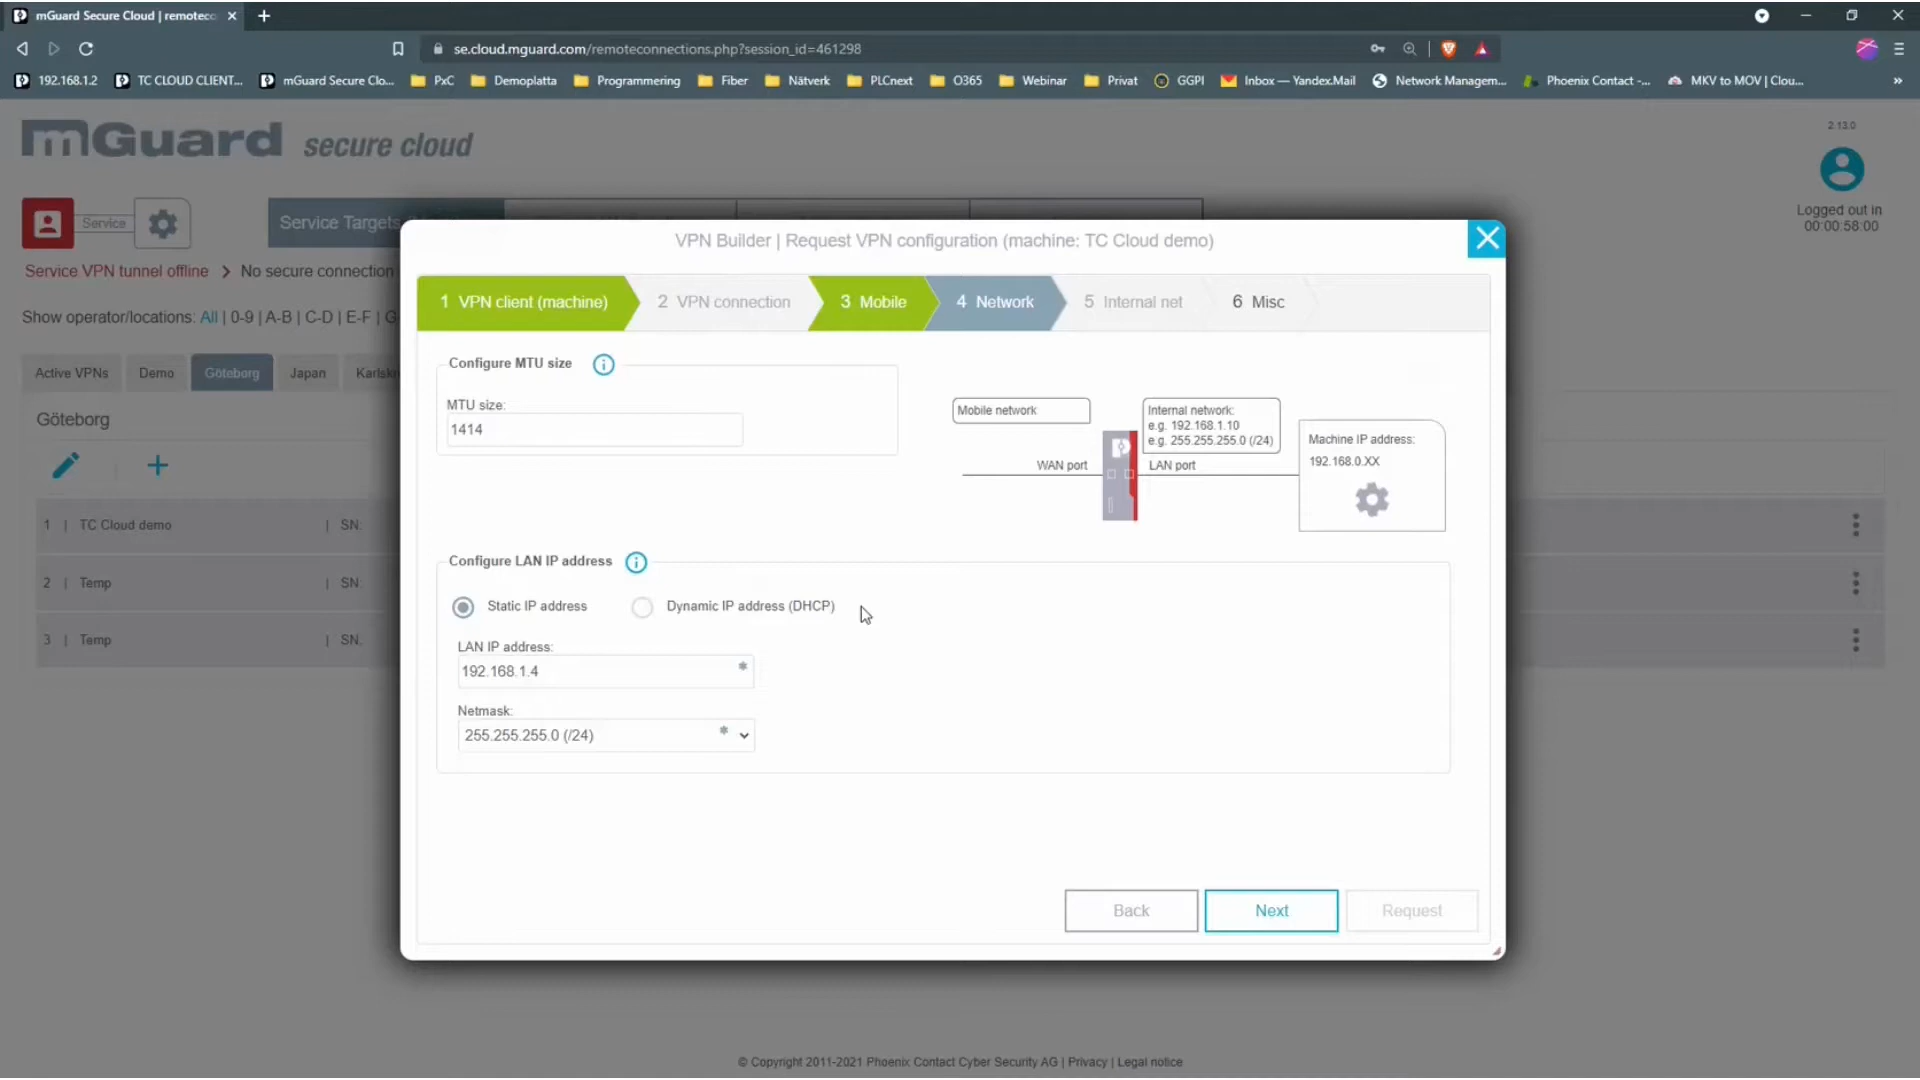 mGuard Secure Cloud | remoteco
se.cloud.mguard.com/remoteconnections.php?session_id=461298
192.168.1.2
TC CLOUD CLIENT...
mGuard Secure Clo...
PxC
Demoplatta
Programmering
Fiber
Nätverk
PLCnext
O365
Webinar
Privat
GGPI
Inbox — Yandex.Mail
Network Managem...
Phoenix Contact -...
MKV to MOV | Clou...
»
mGuard secure cloud
2.13.0
Logged out in
00:00:58:00
Service
Service Targets
Service VPN tunnel offline
No secure connection
Show operator/locations: All | 0-9 | A-B | C-D | E-F | G
Active VPNs
Demo
Göteborg
Japan
Karlsk
Göteborg
1 | TC Cloud demo | SN:
2 | Temp | SN:
3 | Temp | SN.
VPN Builder | Request VPN configuration (machine: TC Cloud demo)
1 VPN client (machine)
2 VPN connection
3 Mobile
4 Network
5 Internal net
6 Misc
Configure MTU size
MTU size:
1414
Mobile network
Internal network:
e.g. 192.168.1.10
e.g. 255.255.255.0 (/24)
WAN port
LAN port
Machine IP address:
192.168.0.XX
Configure LAN IP address
Static IP address
Dynamic IP address (DHCP)
LAN IP address:
192.168.1.4 *
Netmask:
255.255.255.0 (/24) *
Back
Next
Request
© Copyright 2011-2021 Phoenix Contact Cyber Security AG | Privacy | Legal notice